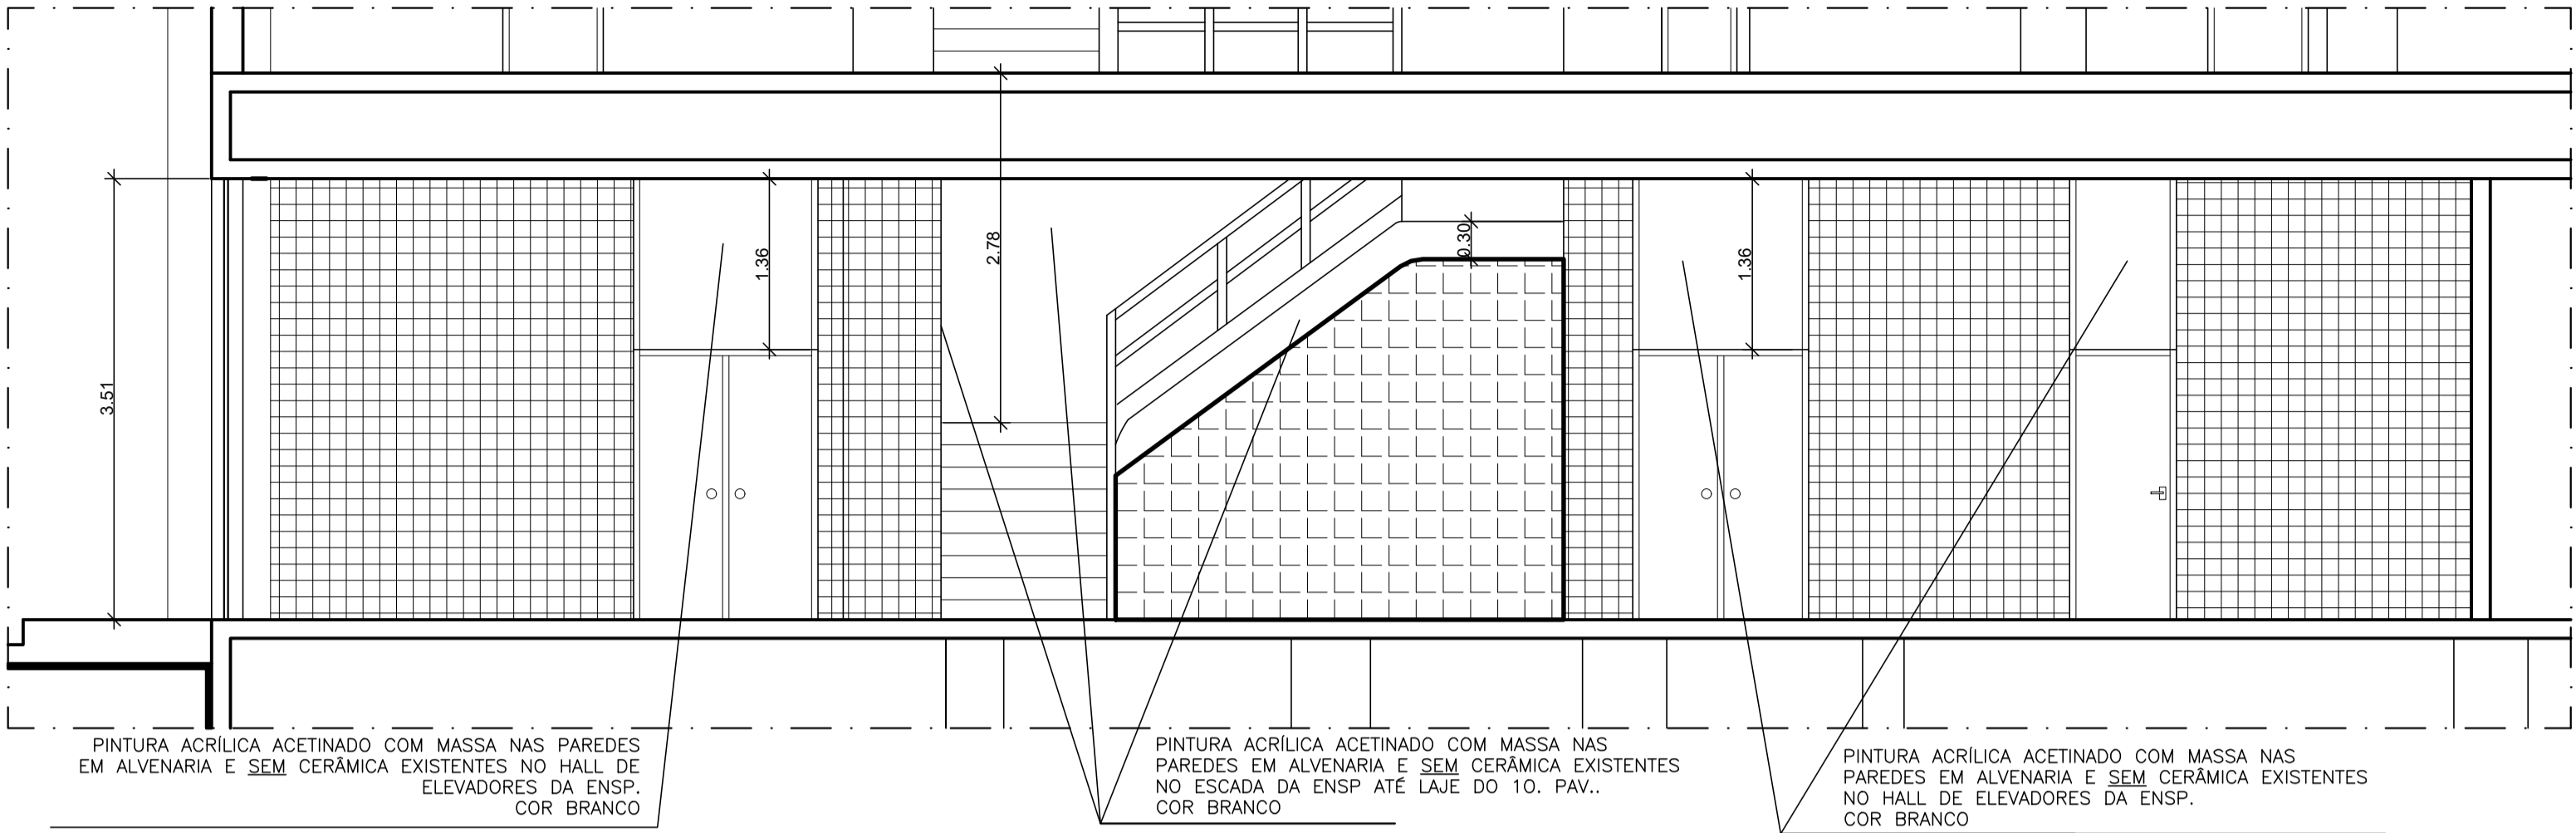 1.36
2.78
0.30
1.36
3.51
PINTURA ACRÍLICA ACETINADO COM MASSA NAS PAREDES
EM ALVENARIA E SEM CERÂMICA EXISTENTES NO HALL DE
ELEVADORES DA ENSP.
COR BRANCO
PINTURA ACRÍLICA ACETINADO COM MASSA NAS
PAREDES EM ALVENARIA E SEM CERÂMICA EXISTENTES
NO ESCADA DA ENSP ATÉ LAJE DO 10. PAV..
COR BRANCO
PINTURA ACRÍLICA ACETINADO COM MASSA NAS
PAREDES EM ALVENARIA E SEM CERÂMICA EXISTENTES
NO HALL DE ELEVADORES DA ENSP.
COR BRANCO